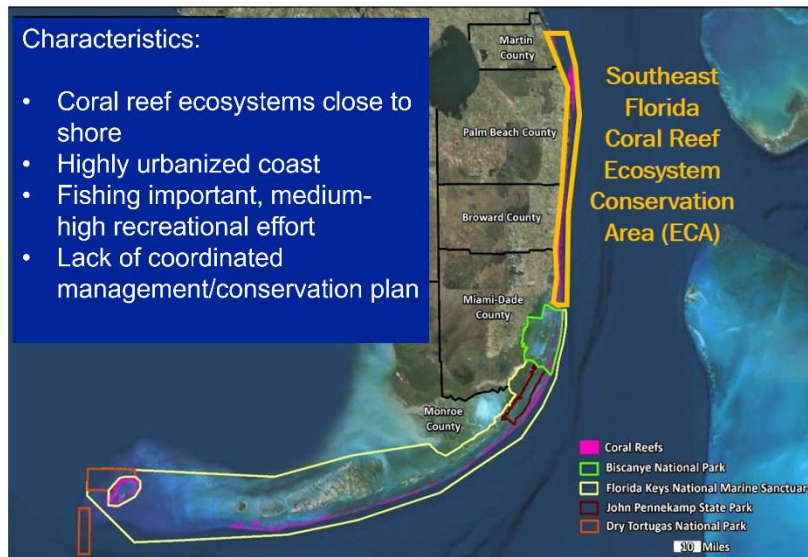 Characteristics:
• Coral reef ecosystems close to
shore
• Highly urbanized coast
• Fishing important, medium-
high recreational effort
• Lack of coordinated
management/conservation plan
Martin
County
Palm Beach County
Broward County
Miami-Dade
County
Monroe
County
Southeast
Florida
Coral Reef
Ecosystem
Conservation
Area (ECA)
Coral Reefs
Biscanye National Park
Florida Keys National Marine Sanctuar
John Pennekamp State Park
Dry Tortugas National Park
10 Miles